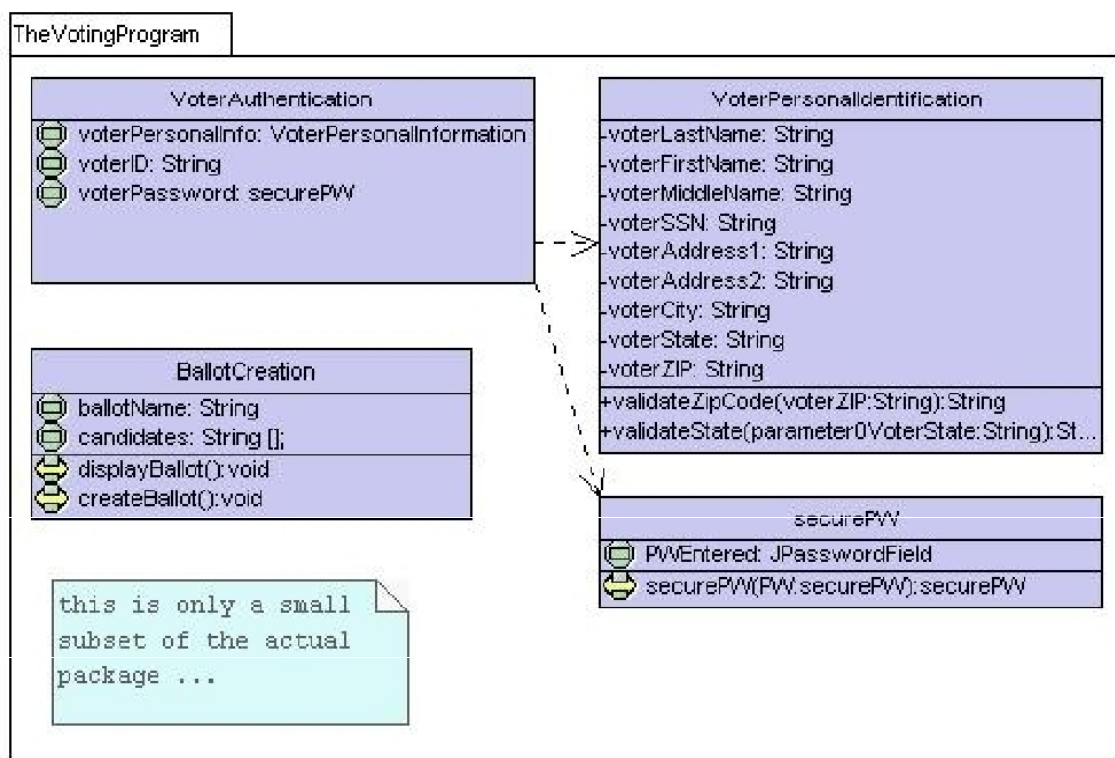 TheVotingProgram
VoterAuthentication
voterPersonalInfo: VoterPersonalInformation
voterID: String
voterPassword: securePW
VoterPersonalIdentification
-voterLastName: String
-voterFirstName: String
-voterMiddleName: String
-voterSSN: String
-voterAddress1: String
-voterAddress2: String
-voterCity: String
-voterState: String
-voterZIP: String
+validateZipCode(voterZIP:String):String
+validateState(parameter0VoterState:String):St...
BallotCreation
ballotName: String
candidates: String [];
displayBallot():void
createBallot():void
securePW
PWEntered: JPasswordField
securePW(PW:securePW):securePW
this is only a small
subset of the actual
package ...